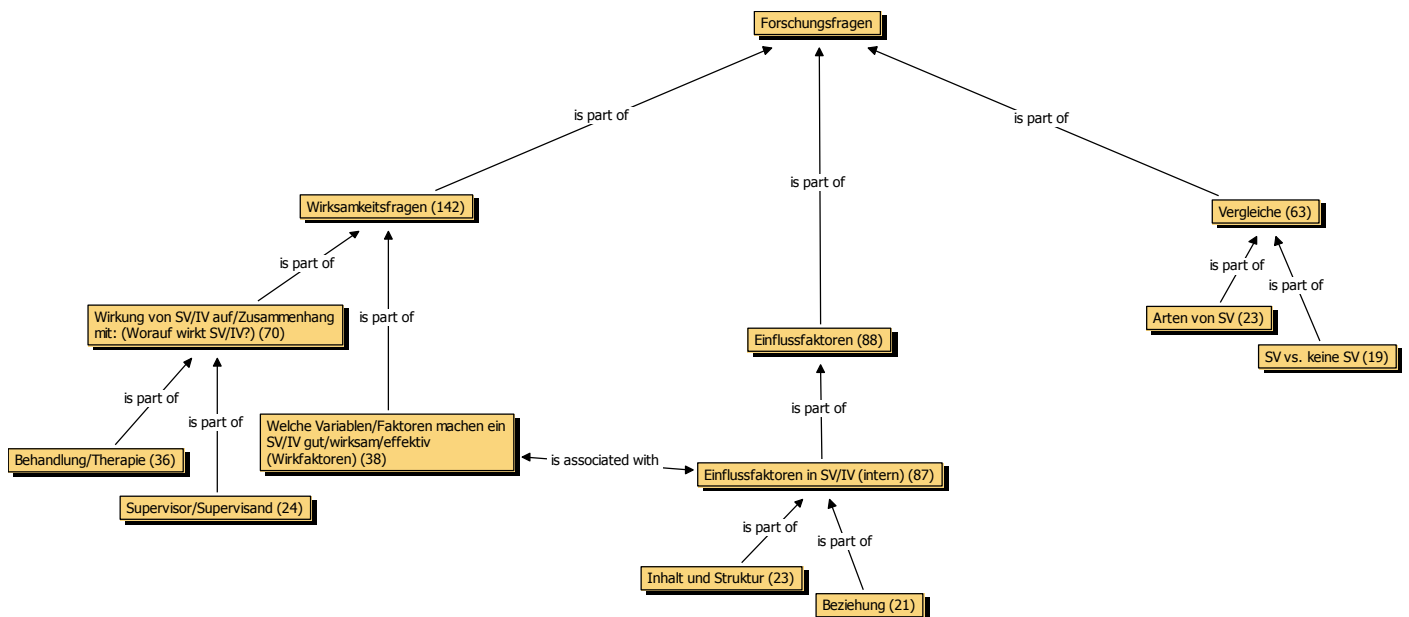 Forschungsfragen
is part of
is part of
is part of
Wirksamkeitsfragen (142)
Vergleiche (63)
is part of
is part of
is part of
is part of
Wirkung von SV/IV auf/Zusammenhang
mit: (Worauf wirkt SV/IV?) (70)
Arten von SV (23)
Einflussfaktoren (88)
SV vs. keine SV (19)
is part of
is part of
is part of
Welche Variablen/Faktoren machen ein
SV/IV gut/wirksam/effektiv
(Wirkfaktoren) (38)
Behandlung/Therapie (36)
is associated with
Einflussfaktoren in SV/IV (intern) (87)
Supervisor/Supervisand (24)
is part of
is part of
Inhalt und Struktur (23)
Beziehung (21)